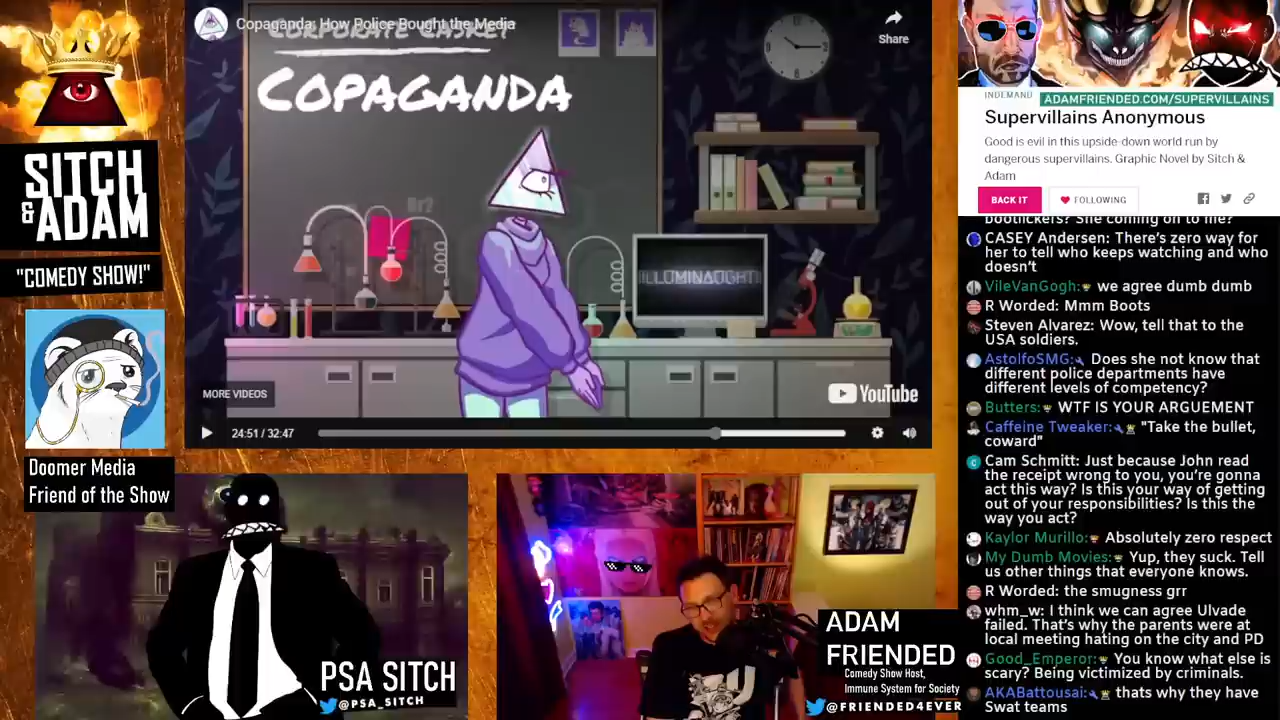 SITCH
& ADAM
"COMEDY SHOW!"
Doomer Media
Friend of the Show
Copaganda: How Police Bought the Media
CORPORATE CASKET
COPAGANDA
Br?
ILLUMINAUGHTII
Share
MORE VIDEOS
YouTube
24:51 / 32:47
PSA SITCH
@PSA_SITCH
ADAM
FRIENDED
Comedy Show Host,
Immune System for Society
@FRIENDED4EVER
INDEMAND
ADAMFRIENDED.COM/SUPERVILLAINS
Supervillains Anonymous
Good is evil in this upside-down world run by
dangerous supervillains. Graphic Novel by Sitch &
Adam
BACK IT
FOLLOWING
bootlickers? She coming on to me?
CASEY Andersen: There's zero way for
her to tell who keeps watching and who
doesn't
VileVanGogh: we agree dumb dumb
R Worded: Mmm Boots
Steven Alvarez: Wow, tell that to the
USA soldiers.
AstolfoSMG: Does she not know that
different police departments have
different levels of competency?
Butters: WTF IS YOUR ARGUEMENT
Caffeine Tweaker: "Take the bullet,
coward"
Cam Schmitt: Just because John read
the receipt wrong to you, you're gonna
act this way? Is this your way of getting
out of your responsibilities? Is this the
way you act?
Kaylor Murillo: Absolutely zero respect
My Dumb Movies: Yup, they suck. Tell
us other things that everyone knows.
R Worded: the smugness grr
whm_w: I think we can agree Ulvade
failed. That's why the parents were at
local meeting hating on the city and PD
Good_Emperor: You know what else is
scary? Being victimized by criminals.
AKABattousai: thats why they have
Swat teams